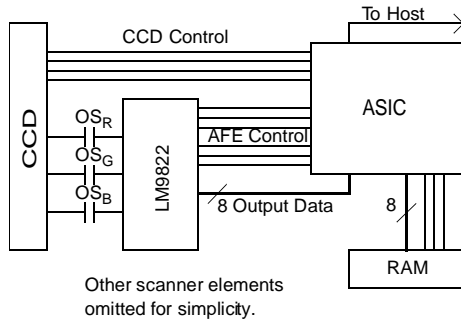 To Host
CCD Control
ASIC
CCD
OSR
OSG
OSB
LM9822
AFE Control
8 Output Data
8
RAM
Other scanner elements
omitted for simplicity.